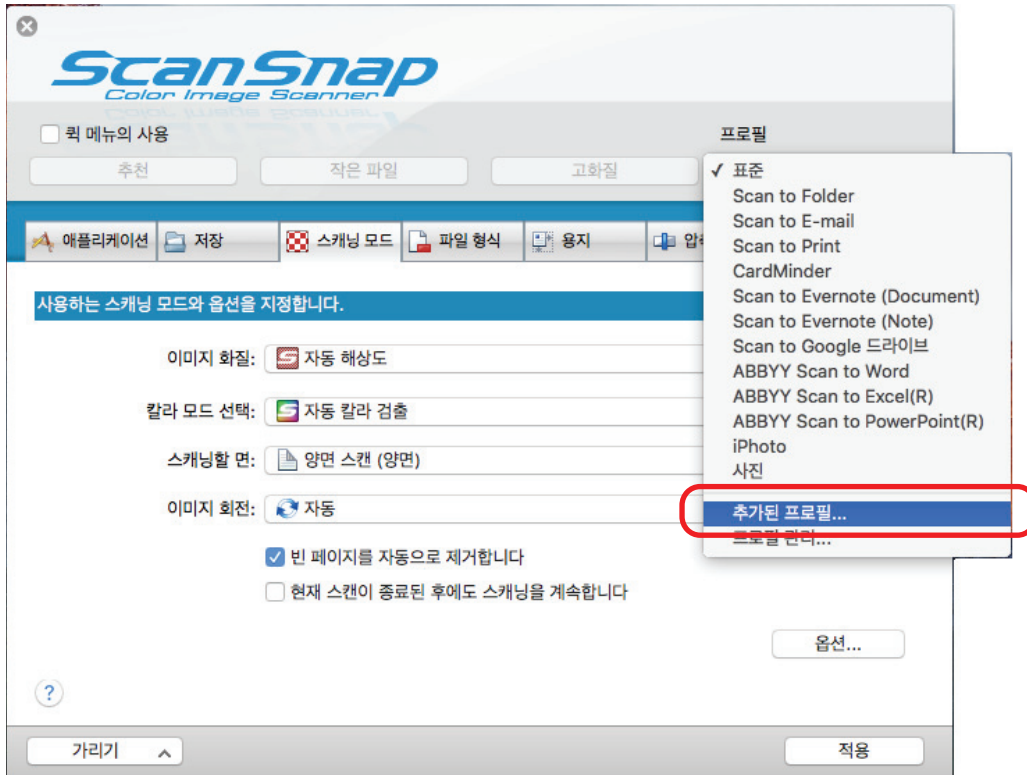 ScanSnap
Color Image Scanner
퀵 메뉴의 사용
프로필
추천
작은 파일
고화질
✓ 표준
Scan to Folder
Scan to E-mail
Scan to Print
CardMinder
Scan to Evernote (Document)
Scan to Evernote (Note)
Scan to Google 드라이브
ABBYY Scan to Word
ABBYY Scan to Excel(R)
ABBYY Scan to PowerPoint(R)
iPhoto
사진
추가된 프로필...
프로필 관리...
애플리케이션
저장
스캐닝 모드
파일 형식
용지
사용하는 스캐닝 모드와 옵션을 지정합니다.
이미지 화질: 자동 해상도
칼라 모드 선택: 자동 칼라 검출
스캐닝할 면: 양면 스캔 (양면)
이미지 회전: 자동
빈 페이지를 자동으로 제거합니다
현재 스캔이 종료된 후에도 스캐닝을 계속합니다
옵션...
?
가리기
적용